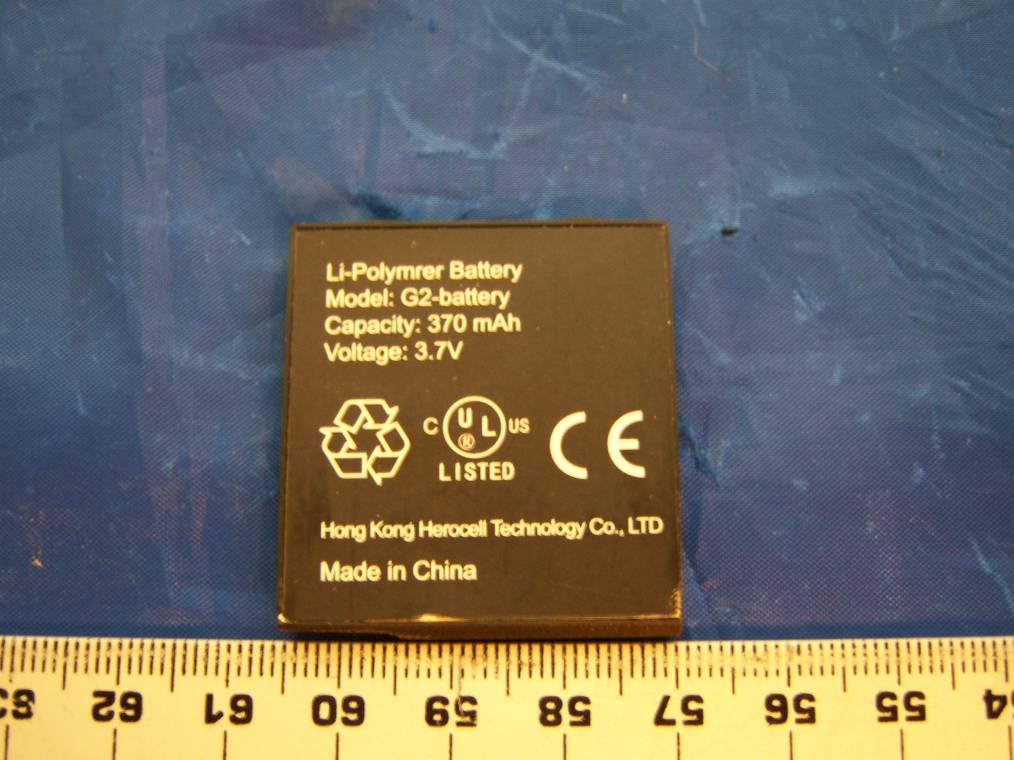 Li-Polymrer Battery
Model: G2-battery
Capacity: 370 mAh
Voltage: 3.7V
C UL® US CE
LISTED
Hong Kong Herocell Technology Co., LTD
Made in China
63 62 61 60 59 58 57 56 55 54